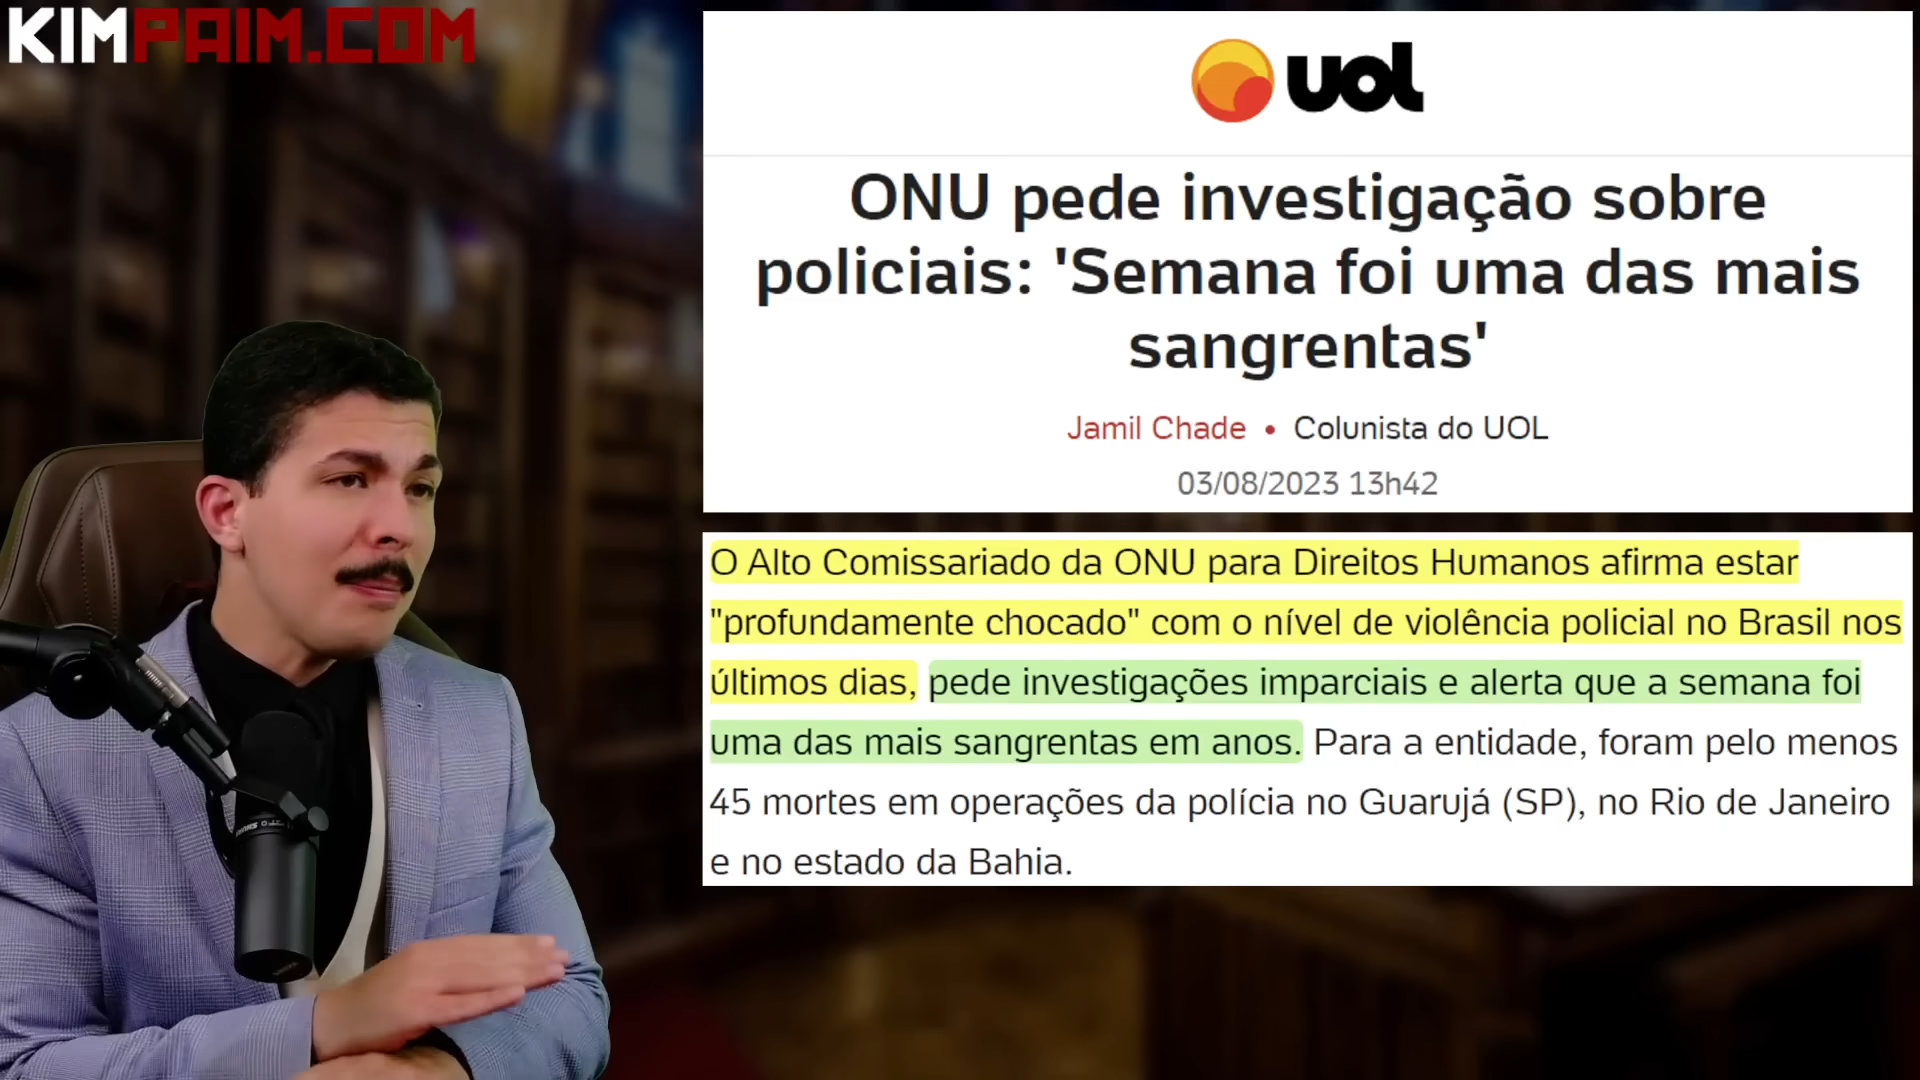 KIMPAIM.COM
uol
ONU pede investigação sobre
policiais: 'Semana foi uma das mais
sangrentas'
Jamil Chade • Colunista do UOL
03/08/2023 13h42
O Alto Comissariado da ONU para Direitos Humanos afirma estar
"profundamente chocado" com o nível de violência policial no Brasil nos
últimos dias, pede investigações imparciais e alerta que a semana foi
uma das mais sangrentas em anos. Para a entidade, foram pelo menos
45 mortes em operações da polícia no Guarujá (SP), no Rio de Janeiro
e no estado da Bahia.